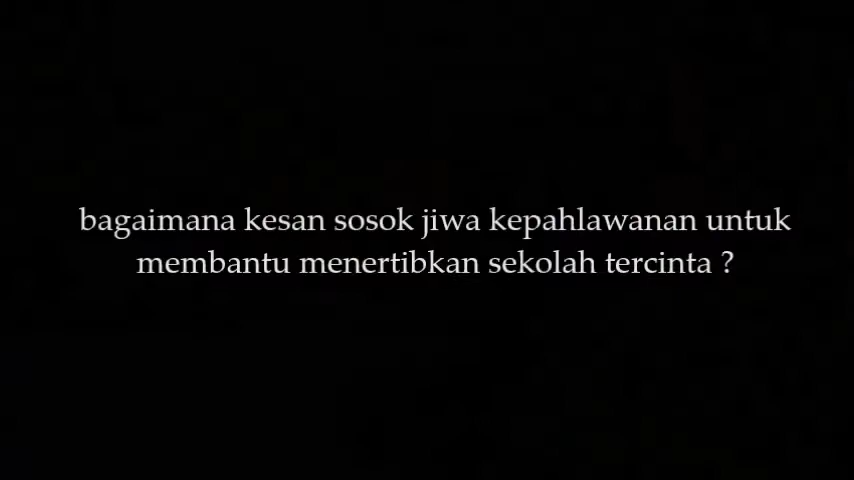 bagaimana kesan sosok jiwa kepahlawanan untuk
membantu menertibkan sekolah tercinta ?